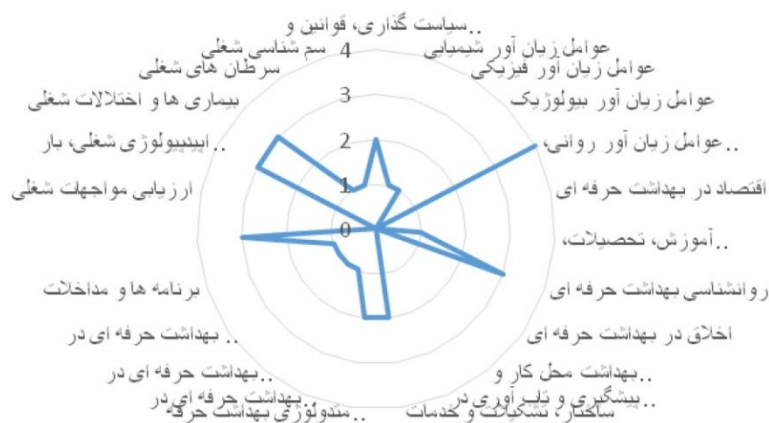 سیاست گذاری، قوانین و..
عوامل زیان آور شیمیایی
عوامل زیان آور فیزیکی
عوامل زیان آور بیولوژیک
عوامل زیان آور روانی،..
اقتصاد در بهداشت حرفه ای
آموزش، تحصیلات،..
روانشناسی بهداشت حرفه ای
اخلاق در بهداشت حرفه ای
بهداشت محل کار و..
پیشگیری و تاب آوری در..
ساختار، تشکیلات و خدمات
متدولوژی بهداشت حرفه..
بهداشت حرفه ای در..
بهداشت حرفه ای در..
بهداشت حرفه ای در ..
برنامه ها و مداخلات
ارزیابی مواجهات شغلی
اپیدمیولوژی شغلی، بار..
بیماری ها و اختلالات شغلی
سرطان های شغلی
سم شناسی شغلی
4
3
2
1
0